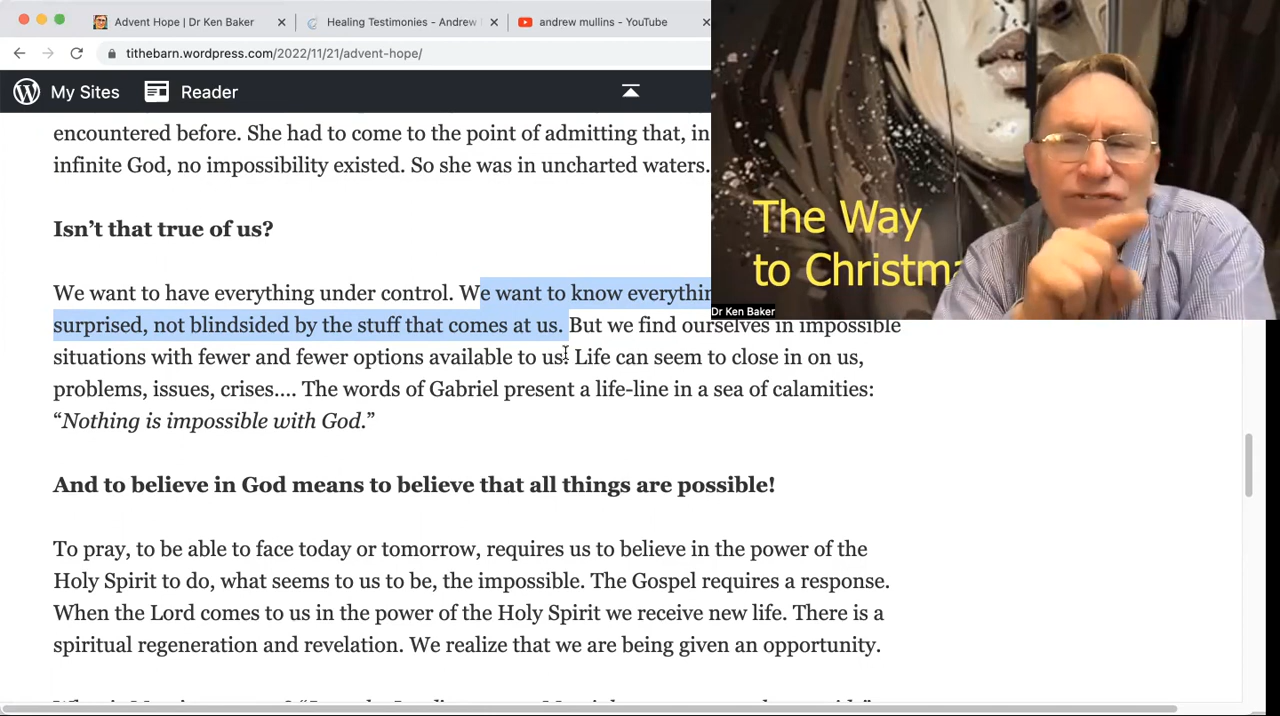 Advent Hope | Dr Ken Baker
Healing Testimonies - Andrew
andrew mullins - YouTube
tithebarn.wordpress.com/2022/11/21/advent-hope/
My Sites
Reader
encountered before. She had to come to the point of admitting that, in
infinite God, no impossibility existed. So she was in uncharted waters.
The Way
to Christma
Dr Ken Baker
Isn’t that true of us?
We want to have everything under control. We want to know everythin
surprised, not blindsided by the stuff that comes at us. But we find ourselves in impossible
situations with fewer and fewer options available to us. Life can seem to close in on us,
problems, issues, crises…. The words of Gabriel present a life-line in a sea of calamities:
“Nothing is impossible with God.”
And to believe in God means to believe that all things are possible!
To pray, to be able to face today or tomorrow, requires us to believe in the power of the
Holy Spirit to do, what seems to us to be, the impossible. The Gospel requires a response.
When the Lord comes to us in the power of the Holy Spirit we receive new life. There is a
spiritual regeneration and revelation. We realize that we are being given an opportunity.